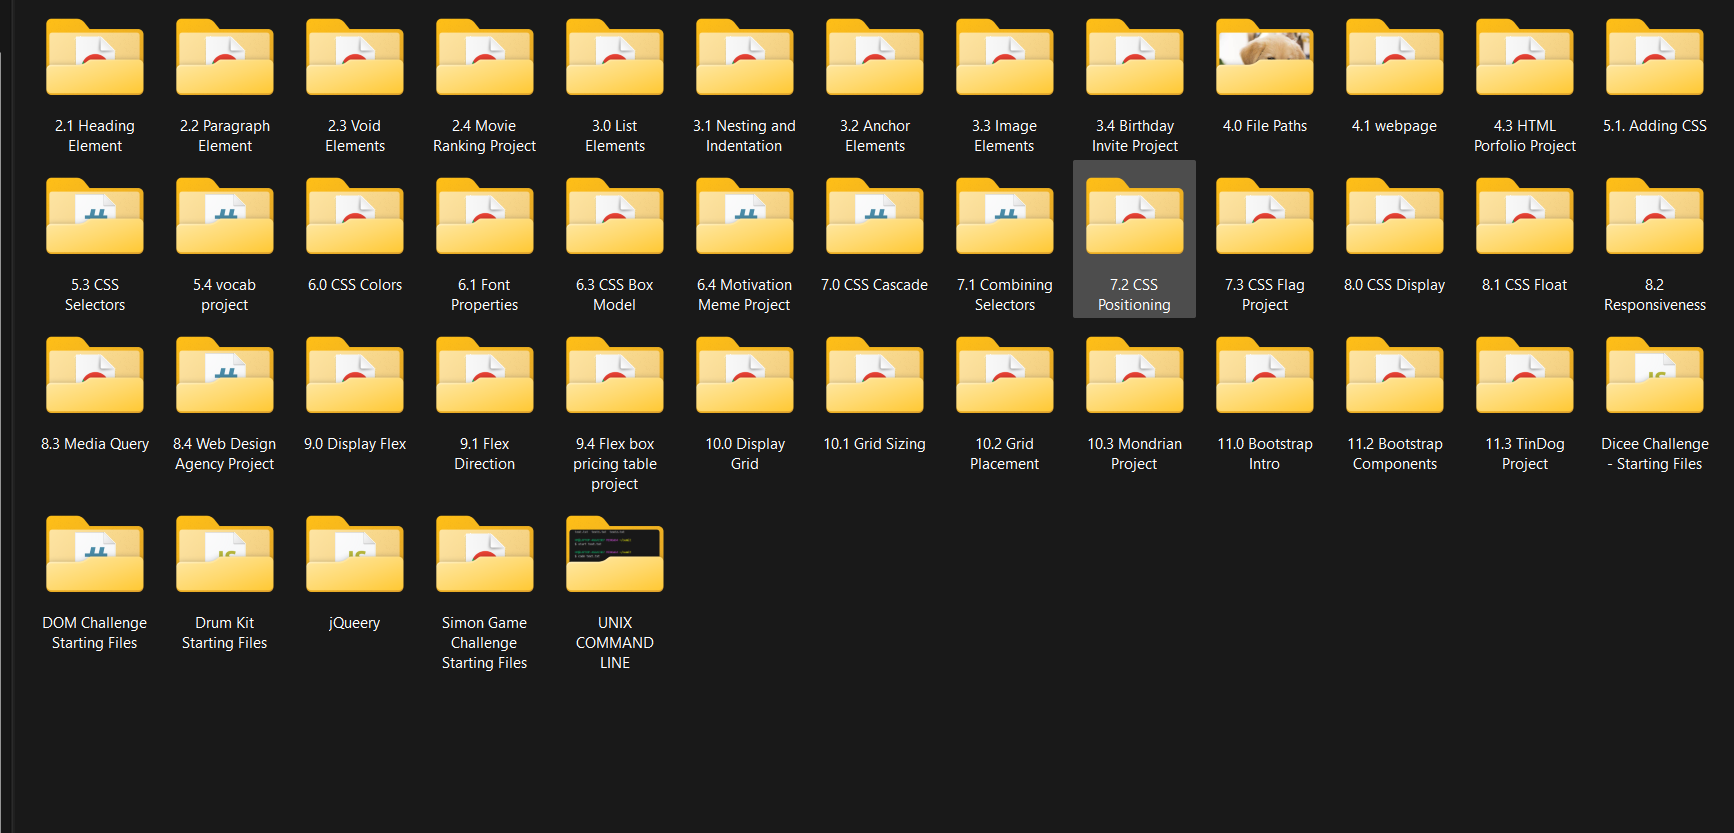 2.1 Heading
Element
2.2 Paragraph
Element
2.3 Void
Elements
2.4 Movie
Ranking Project
3.0 List
Elements
3.1 Nesting and
Indentation
3.2 Anchor
Elements
3.3 Image
Elements
3.4 Birthday
Invite Project
4.0 File Paths
4.1 webpage
4.3 HTML
Porfolio Project
5.1. Adding CSS
5.3 CSS
Selectors
5.4 vocab
project
6.0 CSS Colors
6.1 Font
Properties
6.3 CSS Box
Model
6.4 Motivation
Meme Project
7.0 CSS Cascade
7.1 Combining
Selectors
7.2 CSS
Positioning
7.3 CSS Flag
Project
8.0 CSS Display
8.1 CSS Float
8.2
Responsiveness
8.3 Media Query
8.4 Web Design
Agency Project
9.0 Display Flex
9.1 Flex
Direction
9.4 Flex box
pricing table
project
10.0 Display
Grid
10.1 Grid Sizing
10.2 Grid
Placement
10.3 Mondrian
Project
11.0 Bootstrap
Intro
11.2 Bootstrap
Components
11.3 TinDog
Project
Dicee Challenge
- Starting Files
DOM Challenge
Starting Files
Drum Kit
Starting Files
jQueery
Simon Game
Challenge
Starting Files
UNIX
COMMAND
LINE